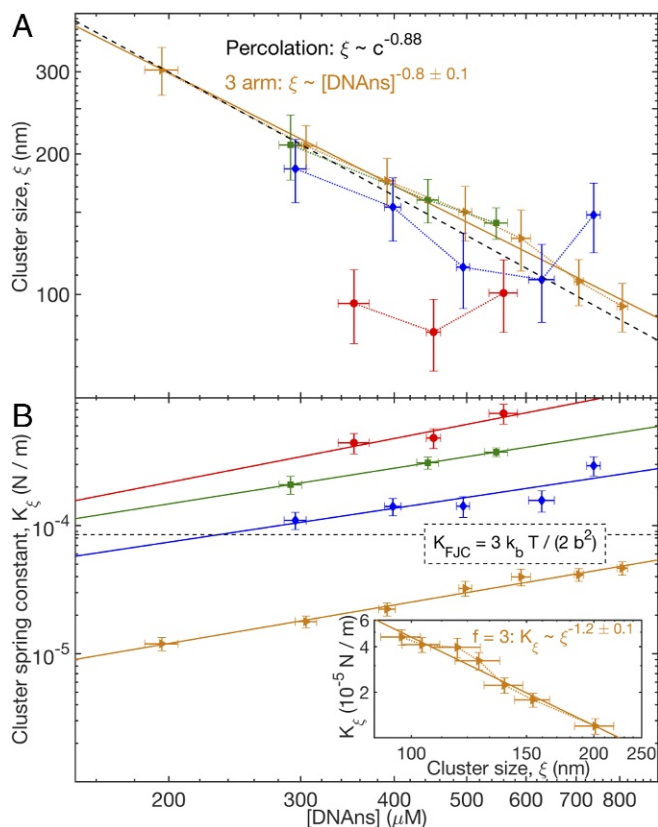 A
Percolation: ξ ~ c^-0.88
3 arm: ξ ~ [DNAns]^-0.8 ± 0.1
Cluster size, ξ (nm)
300
200
100
B
Cluster spring constant, K_ξ (N / m)
10^-4
10^-5
K_FJC = 3 k_b T / (2 b^2)
f = 3: K_ξ ~ ξ^-1.2 ± 0.1
K_ξ (10^-5 N / m)
4
2
100 150 200 250
Cluster size, ξ (nm)
200 300 400 500 600 700 800
[DNAns] (μM)